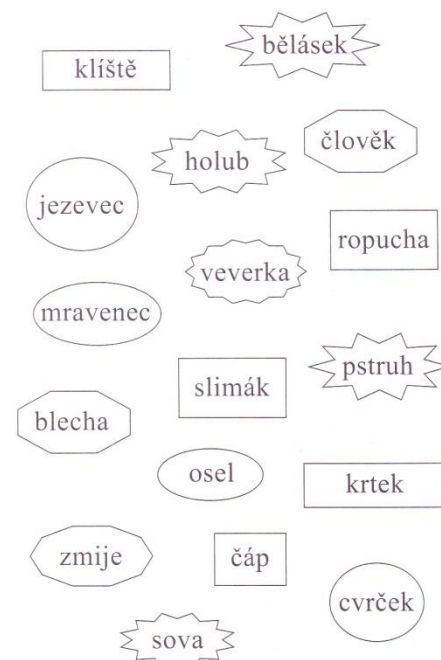 bělásek
klíště
člověk
holub
jezevec
ropucha
veverka
mravenec
pstruh
slimák
blecha
osel
krtek
zmije
čáp
cvrček
sova